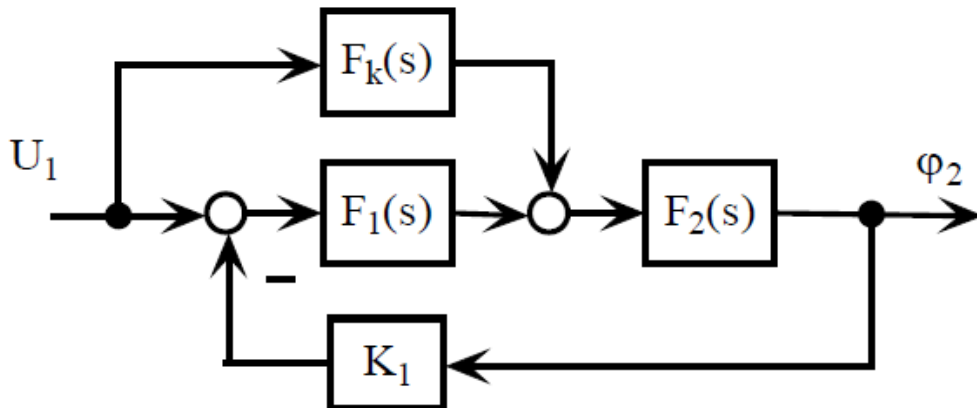 Fₖ(s)
U₁
F₁(s)
F₂(s)
φ₂
−
K₁